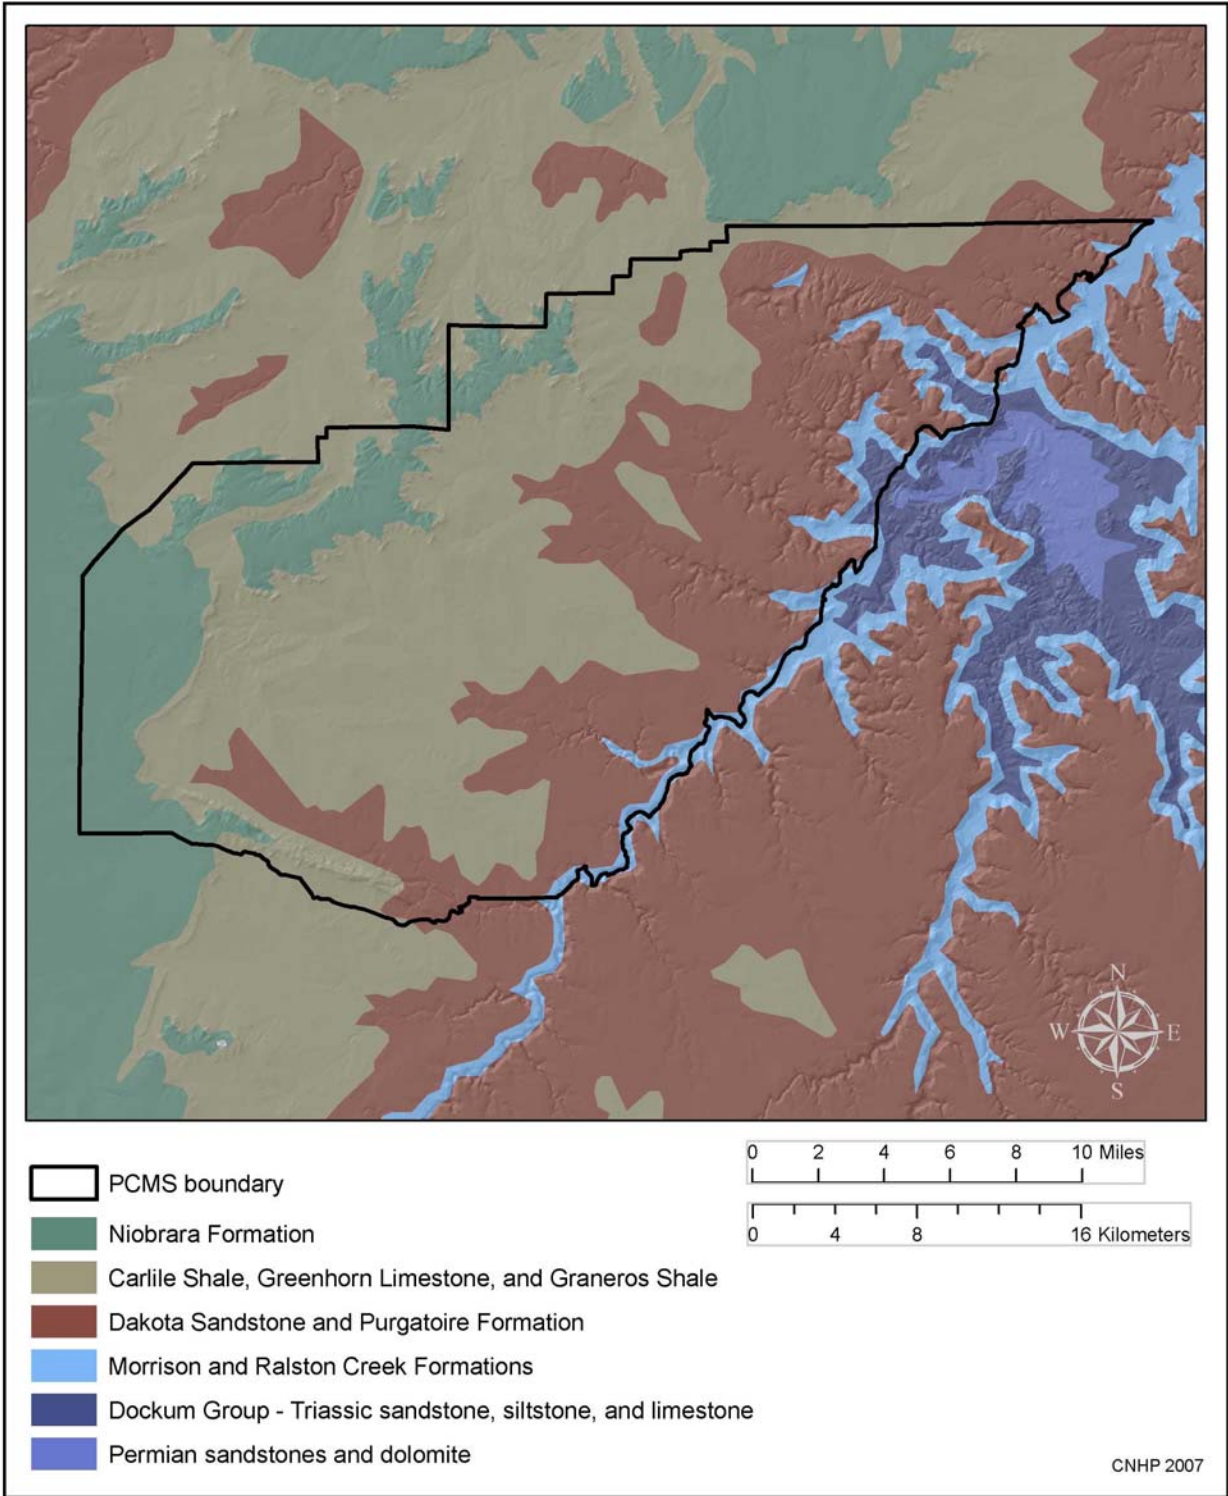 N
W E
S
0 2 4 6 8 10 Miles
0 4 8 16 Kilometers
PCMS boundary
Niobrara Formation
Carlile Shale, Greenhorn Limestone, and Graneros Shale
Dakota Sandstone and Purgatoire Formation
Morrison and Ralston Creek Formations
Dockum Group - Triassic sandstone, siltstone, and limestone
Permian sandstones and dolomite
CNHP 2007